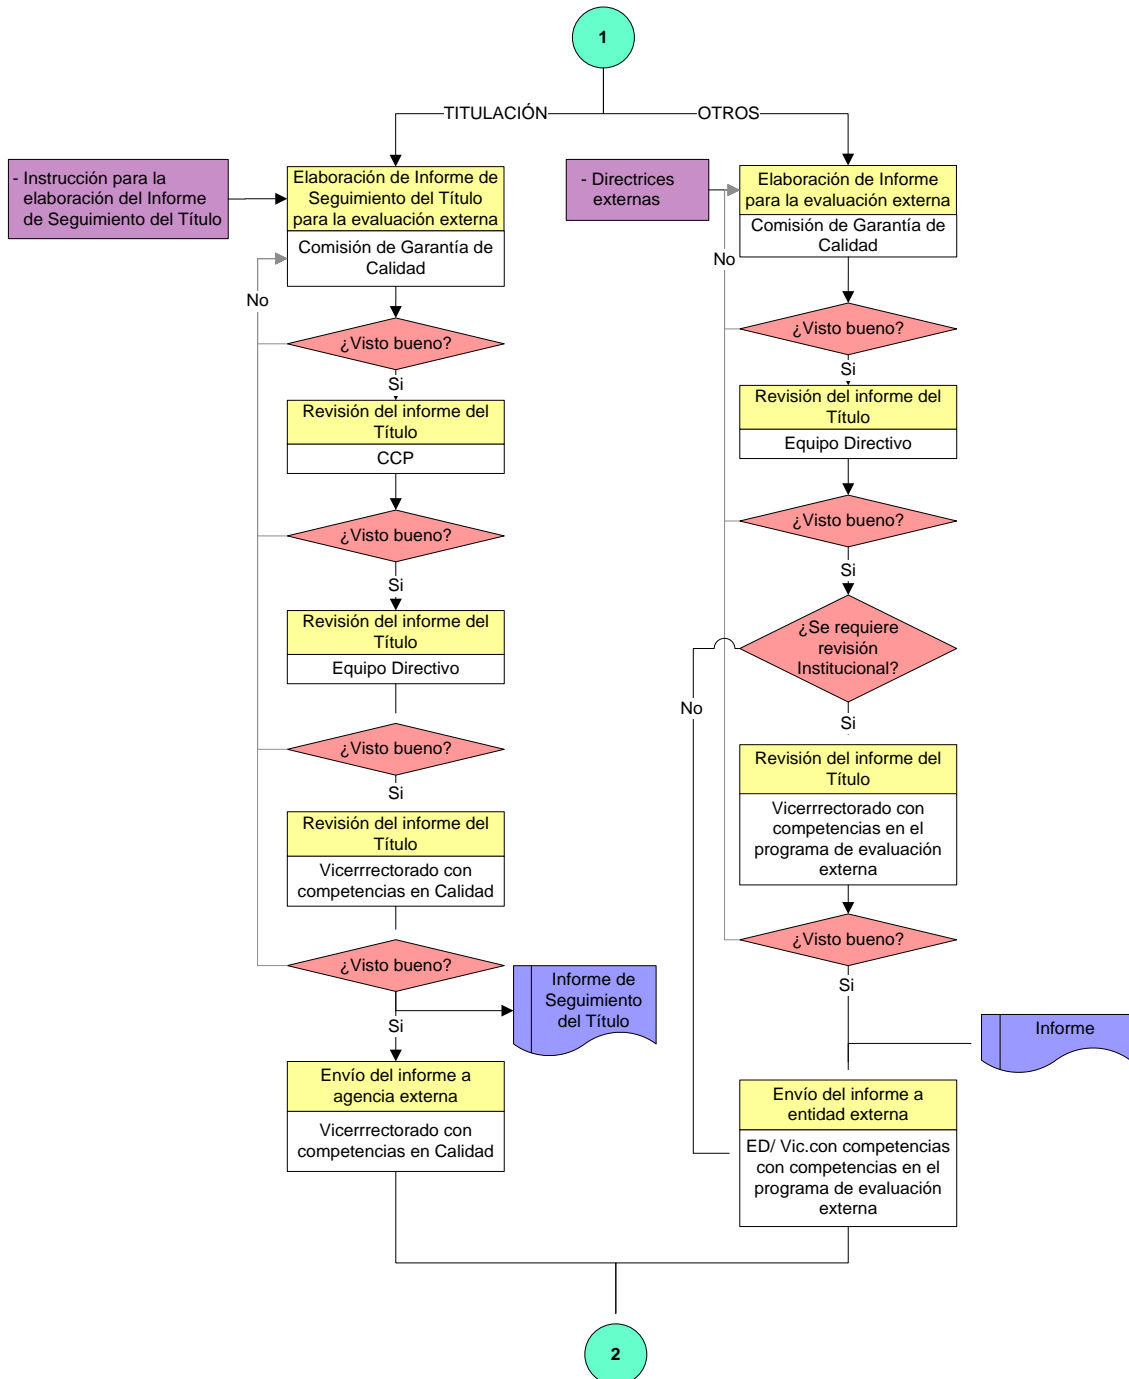 1
TITULACIÓN
OTROS
- Instrucción para la
elaboración del Informe
de Seguimiento del Título
Elaboración de Informe de
Seguimiento del Título
para la evaluación externa
Comisión de Garantía de
Calidad
No
¿Visto bueno?
Si
Revisión del informe del
Título
CCP
¿Visto bueno?
Si
Revisión del informe del
Título
Equipo Directivo
¿Visto bueno?
Si
Revisión del informe del
Título
Vicerrrectorado con
competencias en Calidad
¿Visto bueno?
Informe de
Seguimiento
del Título
Si
Envío del informe a
agencia externa
Vicerrrectorado con
competencias en Calidad
- Directrices
externas
Elaboración de Informe
para la evaluación externa
Comisión de Garantía de
Calidad
No
¿Visto bueno?
Si
Revisión del informe del
Título
Equipo Directivo
¿Visto bueno?
Si
¿Se requiere
revisión
Institucional?
No
Si
Revisión del informe del
Título
Vicerrrectorado con
competencias en el
programa de evaluación
externa
¿Visto bueno?
Si
Informe
Envío del informe a
entidad externa
ED/ Vic.con competencias
con competencias en el
programa de evaluación
externa
2